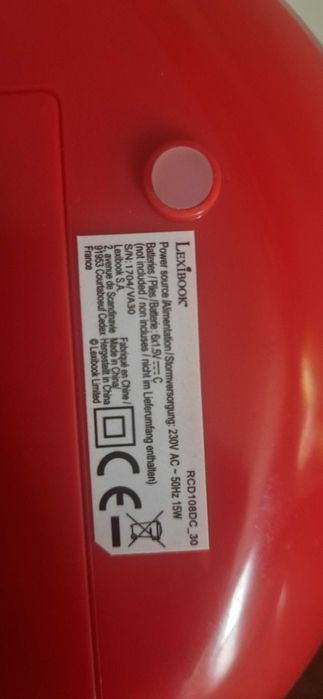 LEXIBOOK® RCD108DC_30
Power source /Alimentation /Stormversorgung: 230V AC ~ 50Hz 15W
Batteries / Piles /Batterie: 6x1.5V ⎓ C
(not included / non incluses / nicht im Lieferumfang enthalten)
S/N: 1704/VA30
Lexibook S.A. Fabriqué en Chine /
2, avenue de Scandinavie Made in China/
91953 Courtaboeuf Cedex Hergestellt in China
France © Lexibook Limited
CE